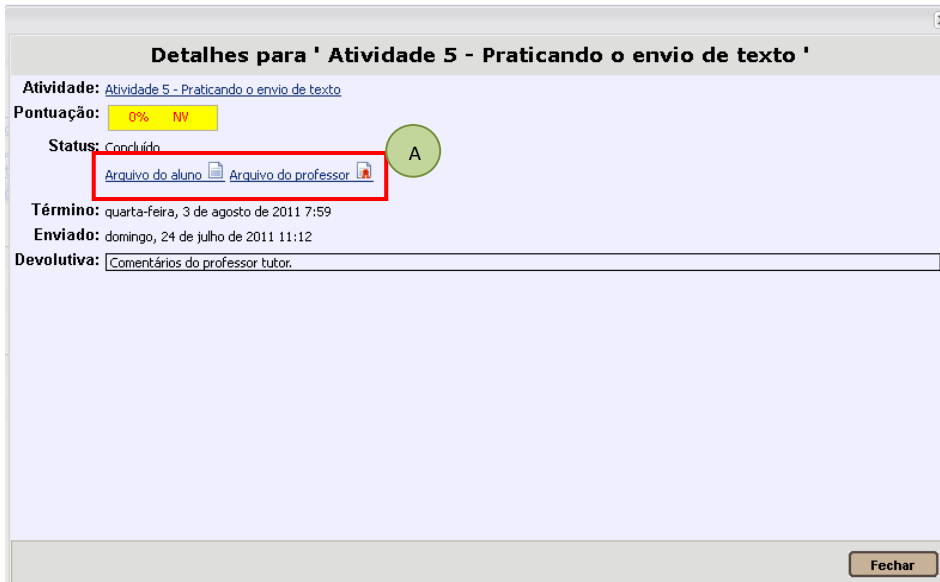 Detalhes para ' Atividade 5 - Praticando o envio de texto '
Atividade: Atividade 5 - Praticando o envio de texto
Pontuação: 0% NV
Status: Concluído
A
Arquivo do aluno Arquivo do professor
Término: quarta-feira, 3 de agosto de 2011 7:59
Enviado: domingo, 24 de julho de 2011 11:12
Devolutiva: Comentários do professor tutor.
Fechar